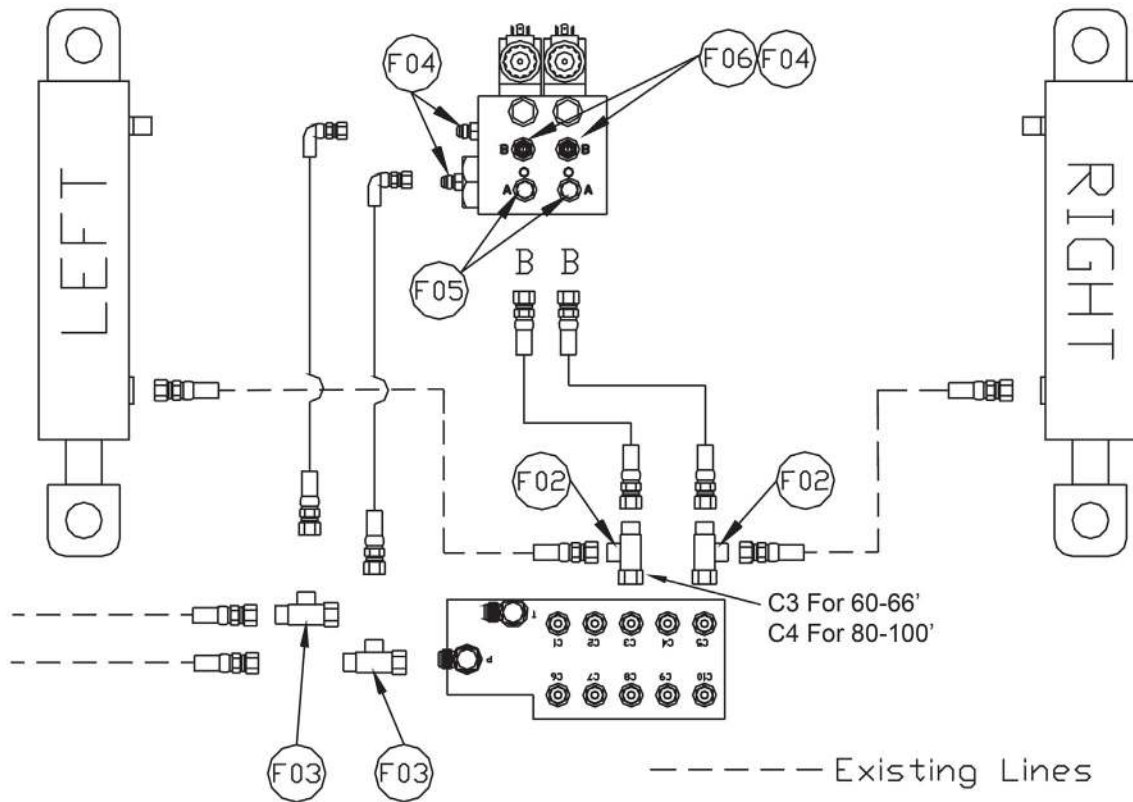 F04
F06 F04
LEFT
RIGHT
B B
A A
F05
B B
F02
F02
C3 For 60-66’
C4 For 80-100’
T
C1 C2 C3 C4 C5
P
C6 C7 C8 C9 C10
F03 F03
Existing Lines